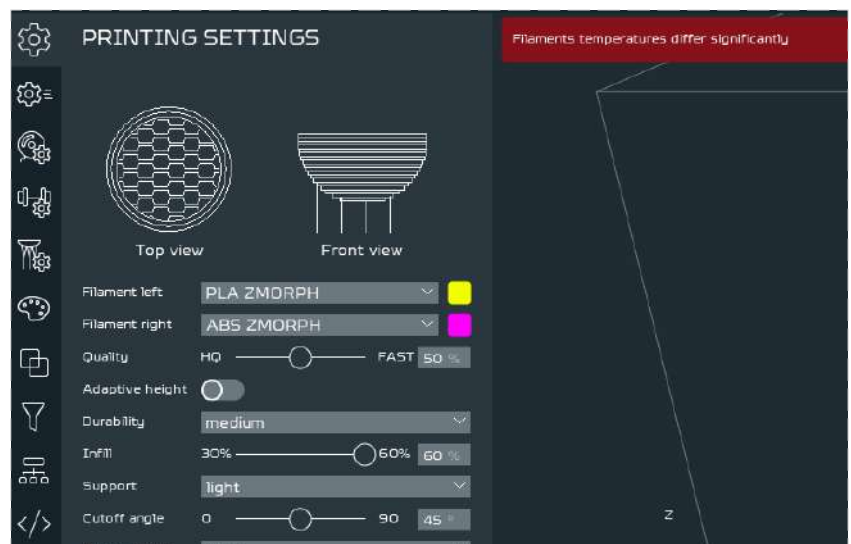 PRINTING SETTINGS
Filaments temperatures differ significantly
Top view
Front view
Filament left PLA ZMORPH
Filament right ABS ZMORPH
Quality HQ FAST 50 %
Adaptive height
Durability medium
Infill 30% 60% 60 %
Support light
Cutoff angle 0 90 45 °
Z